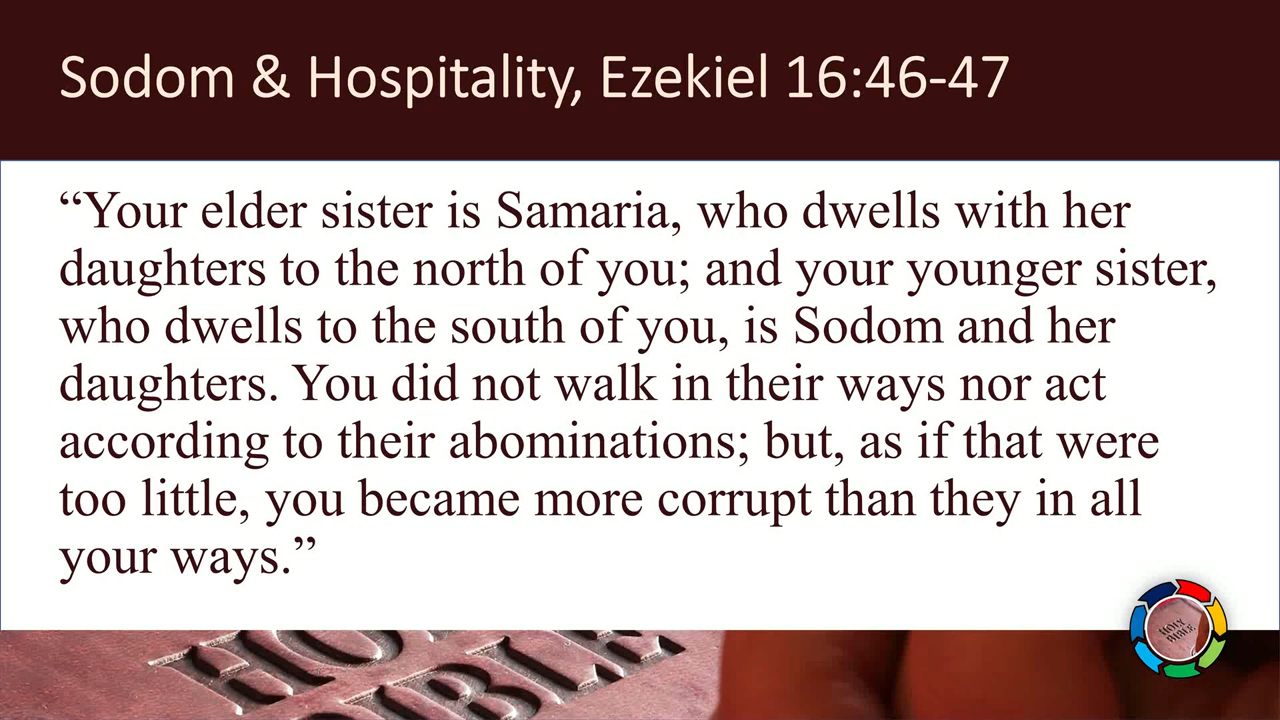 Sodom & Hospitality, Ezekiel 16:46-47
“Your elder sister is Samaria, who dwells with her
daughters to the north of you; and your younger sister,
who dwells to the south of you, is Sodom and her
daughters. You did not walk in their ways nor act
according to their abominations; but, as if that were
too little, you became more corrupt than they in all
your ways.”
HOLY
BIBLE